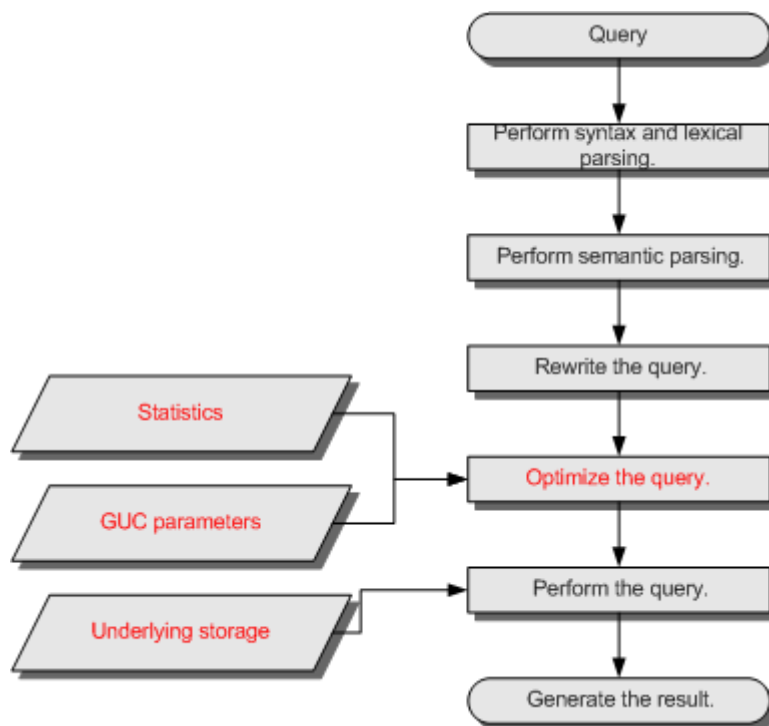 Query
Perform syntax and lexical
parsing.
Perform semantic parsing.
Rewrite the query.
Statistics
Optimize the query.
GUC parameters
Perform the query.
Underlying storage
Generate the result.